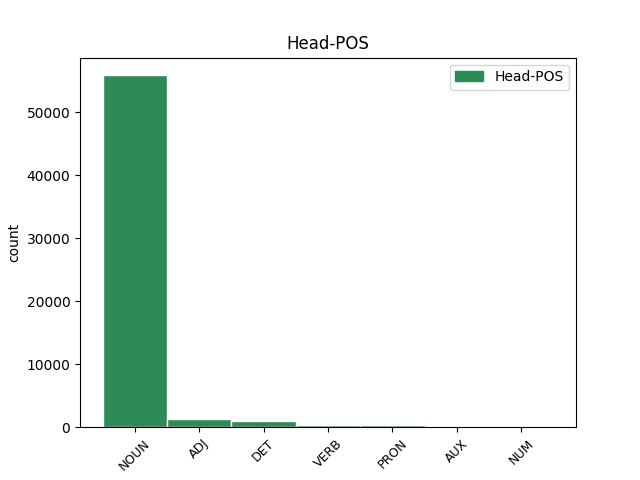 Head-POS
Head-POS
count
50000
40000
30000
20000
10000
0
NOUN ADJ DET VERB PRON AUX NUM